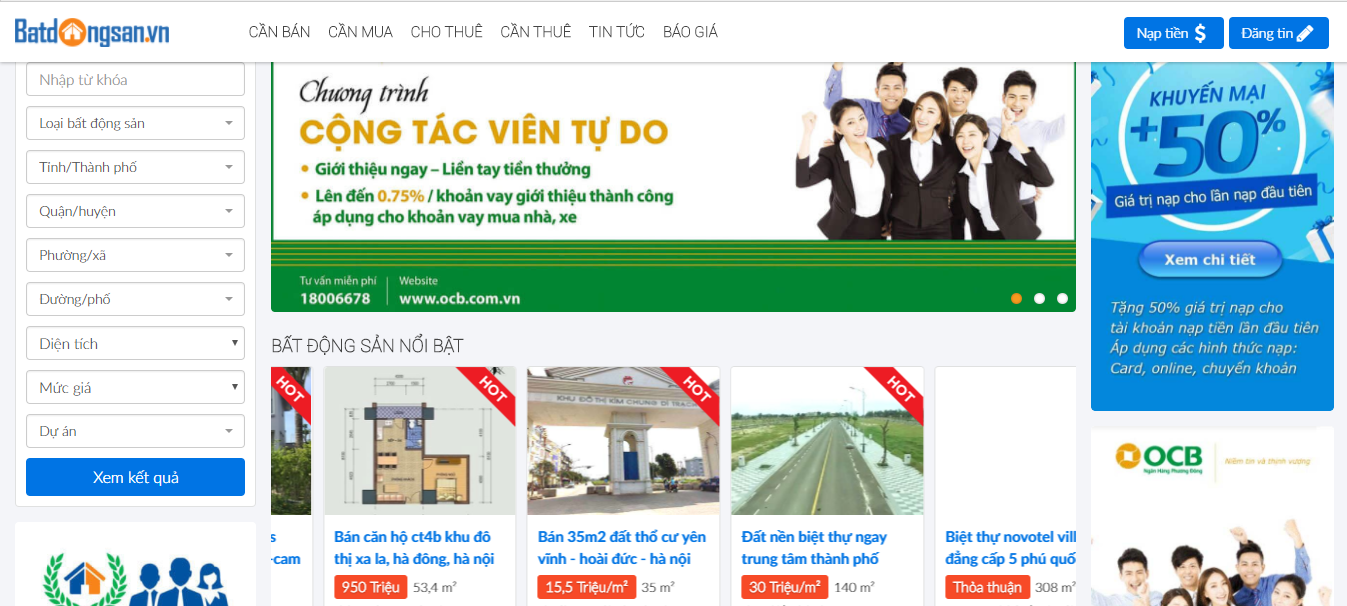 Batdongsan.vn
CẦN BÁN CẦN MUA CHO THUÊ CẦN THUÊ TIN TỨC BÁO GIÁ
Nạp tiền $
Đăng tin
Nhập từ khóa
Loại bất động sản
Tỉnh/Thành phố
Quận/huyện
Phường/xã
Đường/phố
Diện tích
Mức giá
Dự án
Xem kết quả
Chương trình
CỘNG TÁC VIÊN TỰ DO
• Giới thiệu ngay – Liền tay tiền thưởng
• Lên đến 0.75% / khoản vay giới thiệu thành công
áp dụng cho khoản vay mua nhà, xe
Tư vấn miễn phí
18006678
Website
www.ocb.com.vn
KHUYẾN MẠI
+50%
Giá trị nạp cho lần nạp đầu tiên
Xem chi tiết
Tặng 50% giá trị nạp cho
tài khoản nạp tiền lần đầu tiên
Áp dụng các hình thức nạp:
Card, online, chuyển khoản
BẤT ĐỘNG SẢN NỔI BẬT
HOT
s
-cam
HOT
Bán căn hộ ct4b khu đô
thị xa la, hà đông, hà nội
950 Triệu 53,4 m²
HOT
KHU ĐÔ THỊ KIM CHUNG-DI TRẠCH
Bán 35m2 đất thổ cư yên
vĩnh - hoài đức - hà nội
15,5 Triệu/m² 35 m²
HOT
Đất nền biệt thự ngay
trung tâm thành phố
30 Triệu/m² 140 m²
Biệt thự novotel vill
đẳng cấp 5 phú quố
Thỏa thuận 308 m²
OCB
Ngân Hàng Phương Đông
Niềm tin và thịnh vượng